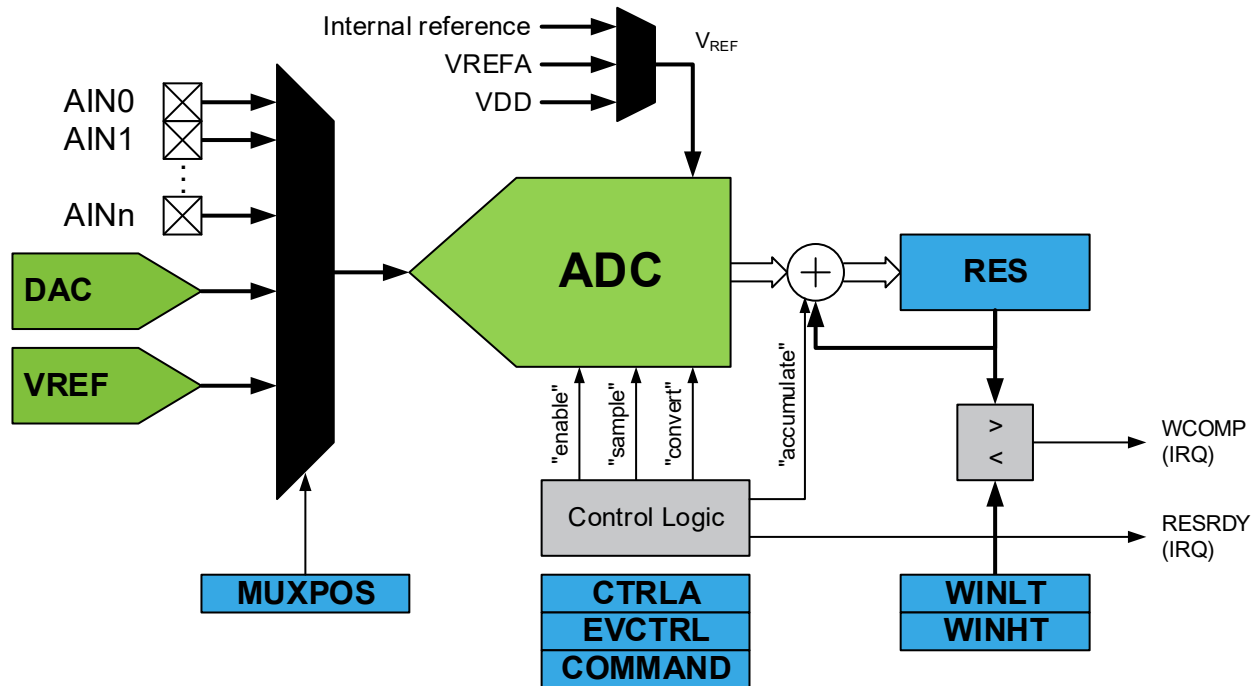 Internal reference
VREFA
VDD
VREF
AIN0
AIN1
AINn
DAC
VREF
ADC
RES
"enable"
"sample"
"convert"
"accumulate"
>
<
WCOMP
(IRQ)
Control Logic
RESRDY
(IRQ)
MUXPOS
CTRLA
EVCTRL
COMMAND
WINLT
WINHT